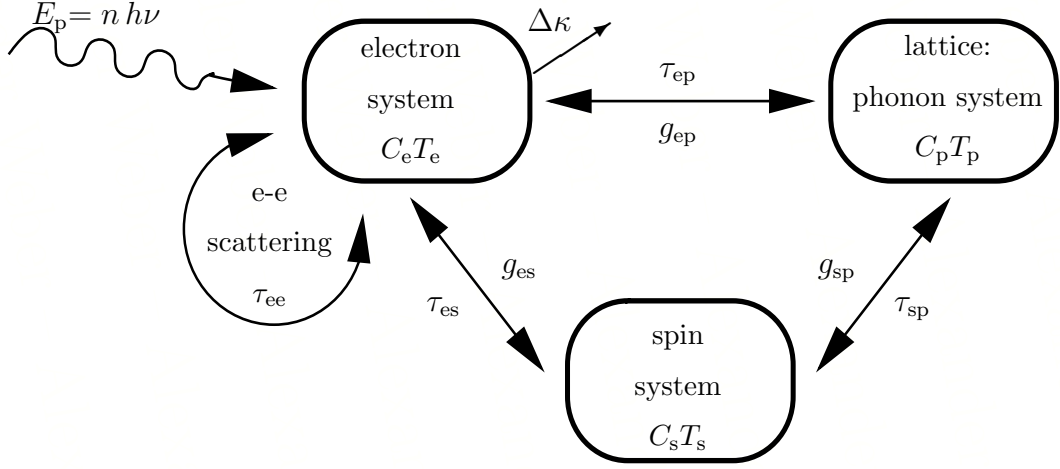 E_p = n hν
Δκ
electron
system
C_e T_e
τ_ep
g_ep
lattice:
phonon system
C_p T_p
e-e
scattering
τ_ee
g_es
τ_es
g_sp
τ_sp
spin
system
C_s T_s